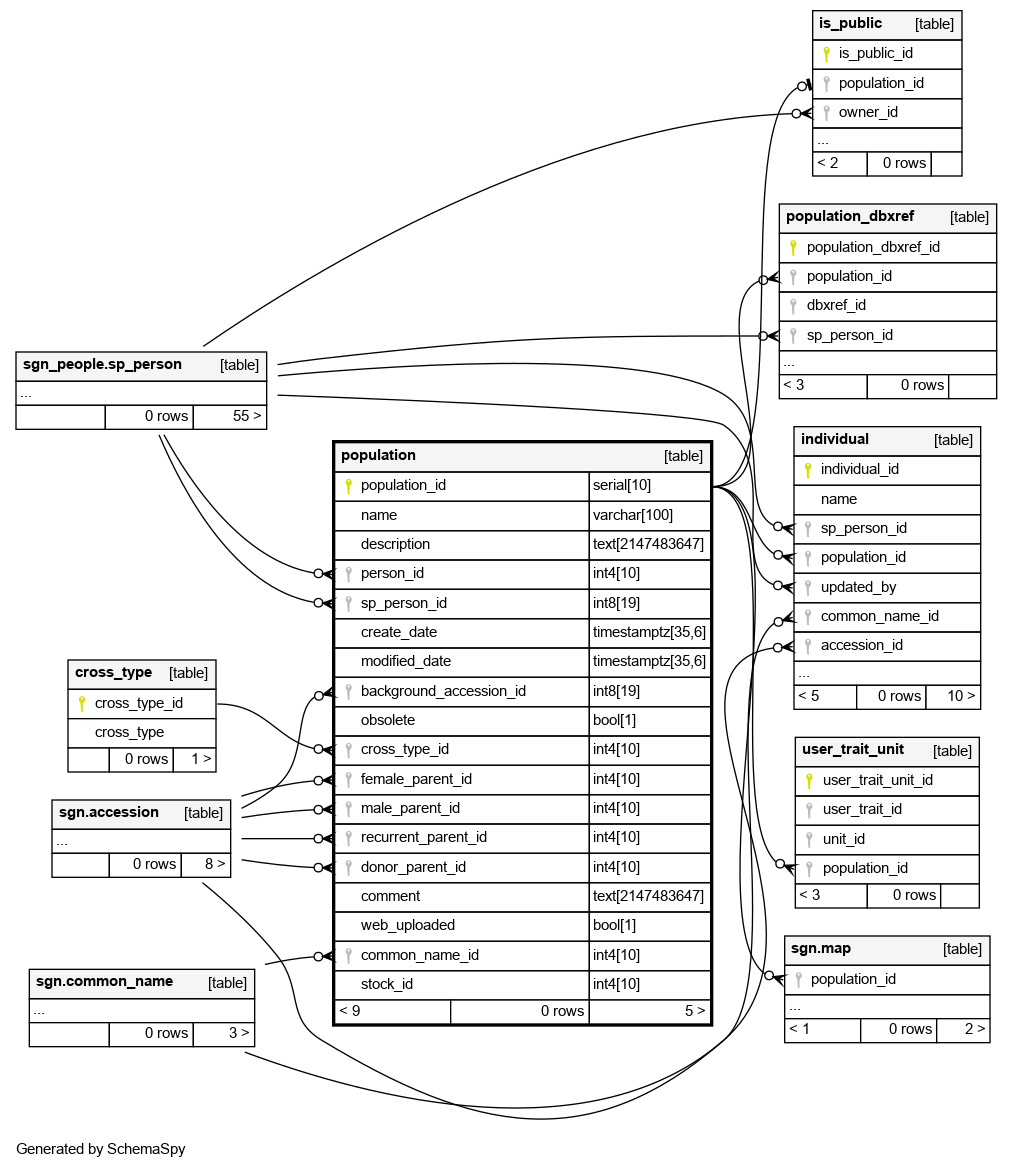 is_public [table]
is_public_id
population_id
owner_id
...
< 2 0 rows
population_dbxref [table]
population_dbxref_id
population_id
dbxref_id
sp_person_id
...
< 3 0 rows
sgn_people.sp_person [table]
...
0 rows 55 >
population [table]
population_id serial[10]
name varchar[100]
description text[2147483647]
person_id int4[10]
sp_person_id int8[19]
create_date timestamptz[35,6]
modified_date timestamptz[35,6]
background_accession_id int8[19]
obsolete bool[1]
cross_type_id int4[10]
female_parent_id int4[10]
male_parent_id int4[10]
recurrent_parent_id int4[10]
donor_parent_id int4[10]
comment text[2147483647]
web_uploaded bool[1]
common_name_id int4[10]
stock_id int4[10]
< 9 0 rows 5 >
individual [table]
individual_id
name
sp_person_id
population_id
updated_by
common_name_id
accession_id
...
< 5 0 rows 10 >
cross_type [table]
cross_type_id
cross_type
0 rows 1 >
sgn.accession [table]
...
0 rows 8 >
user_trait_unit [table]
user_trait_unit_id
user_trait_id
unit_id
population_id
< 3 0 rows
sgn.common_name [table]
...
0 rows 3 >
sgn.map [table]
population_id
...
< 1 0 rows 2 >
Generated by SchemaSpy